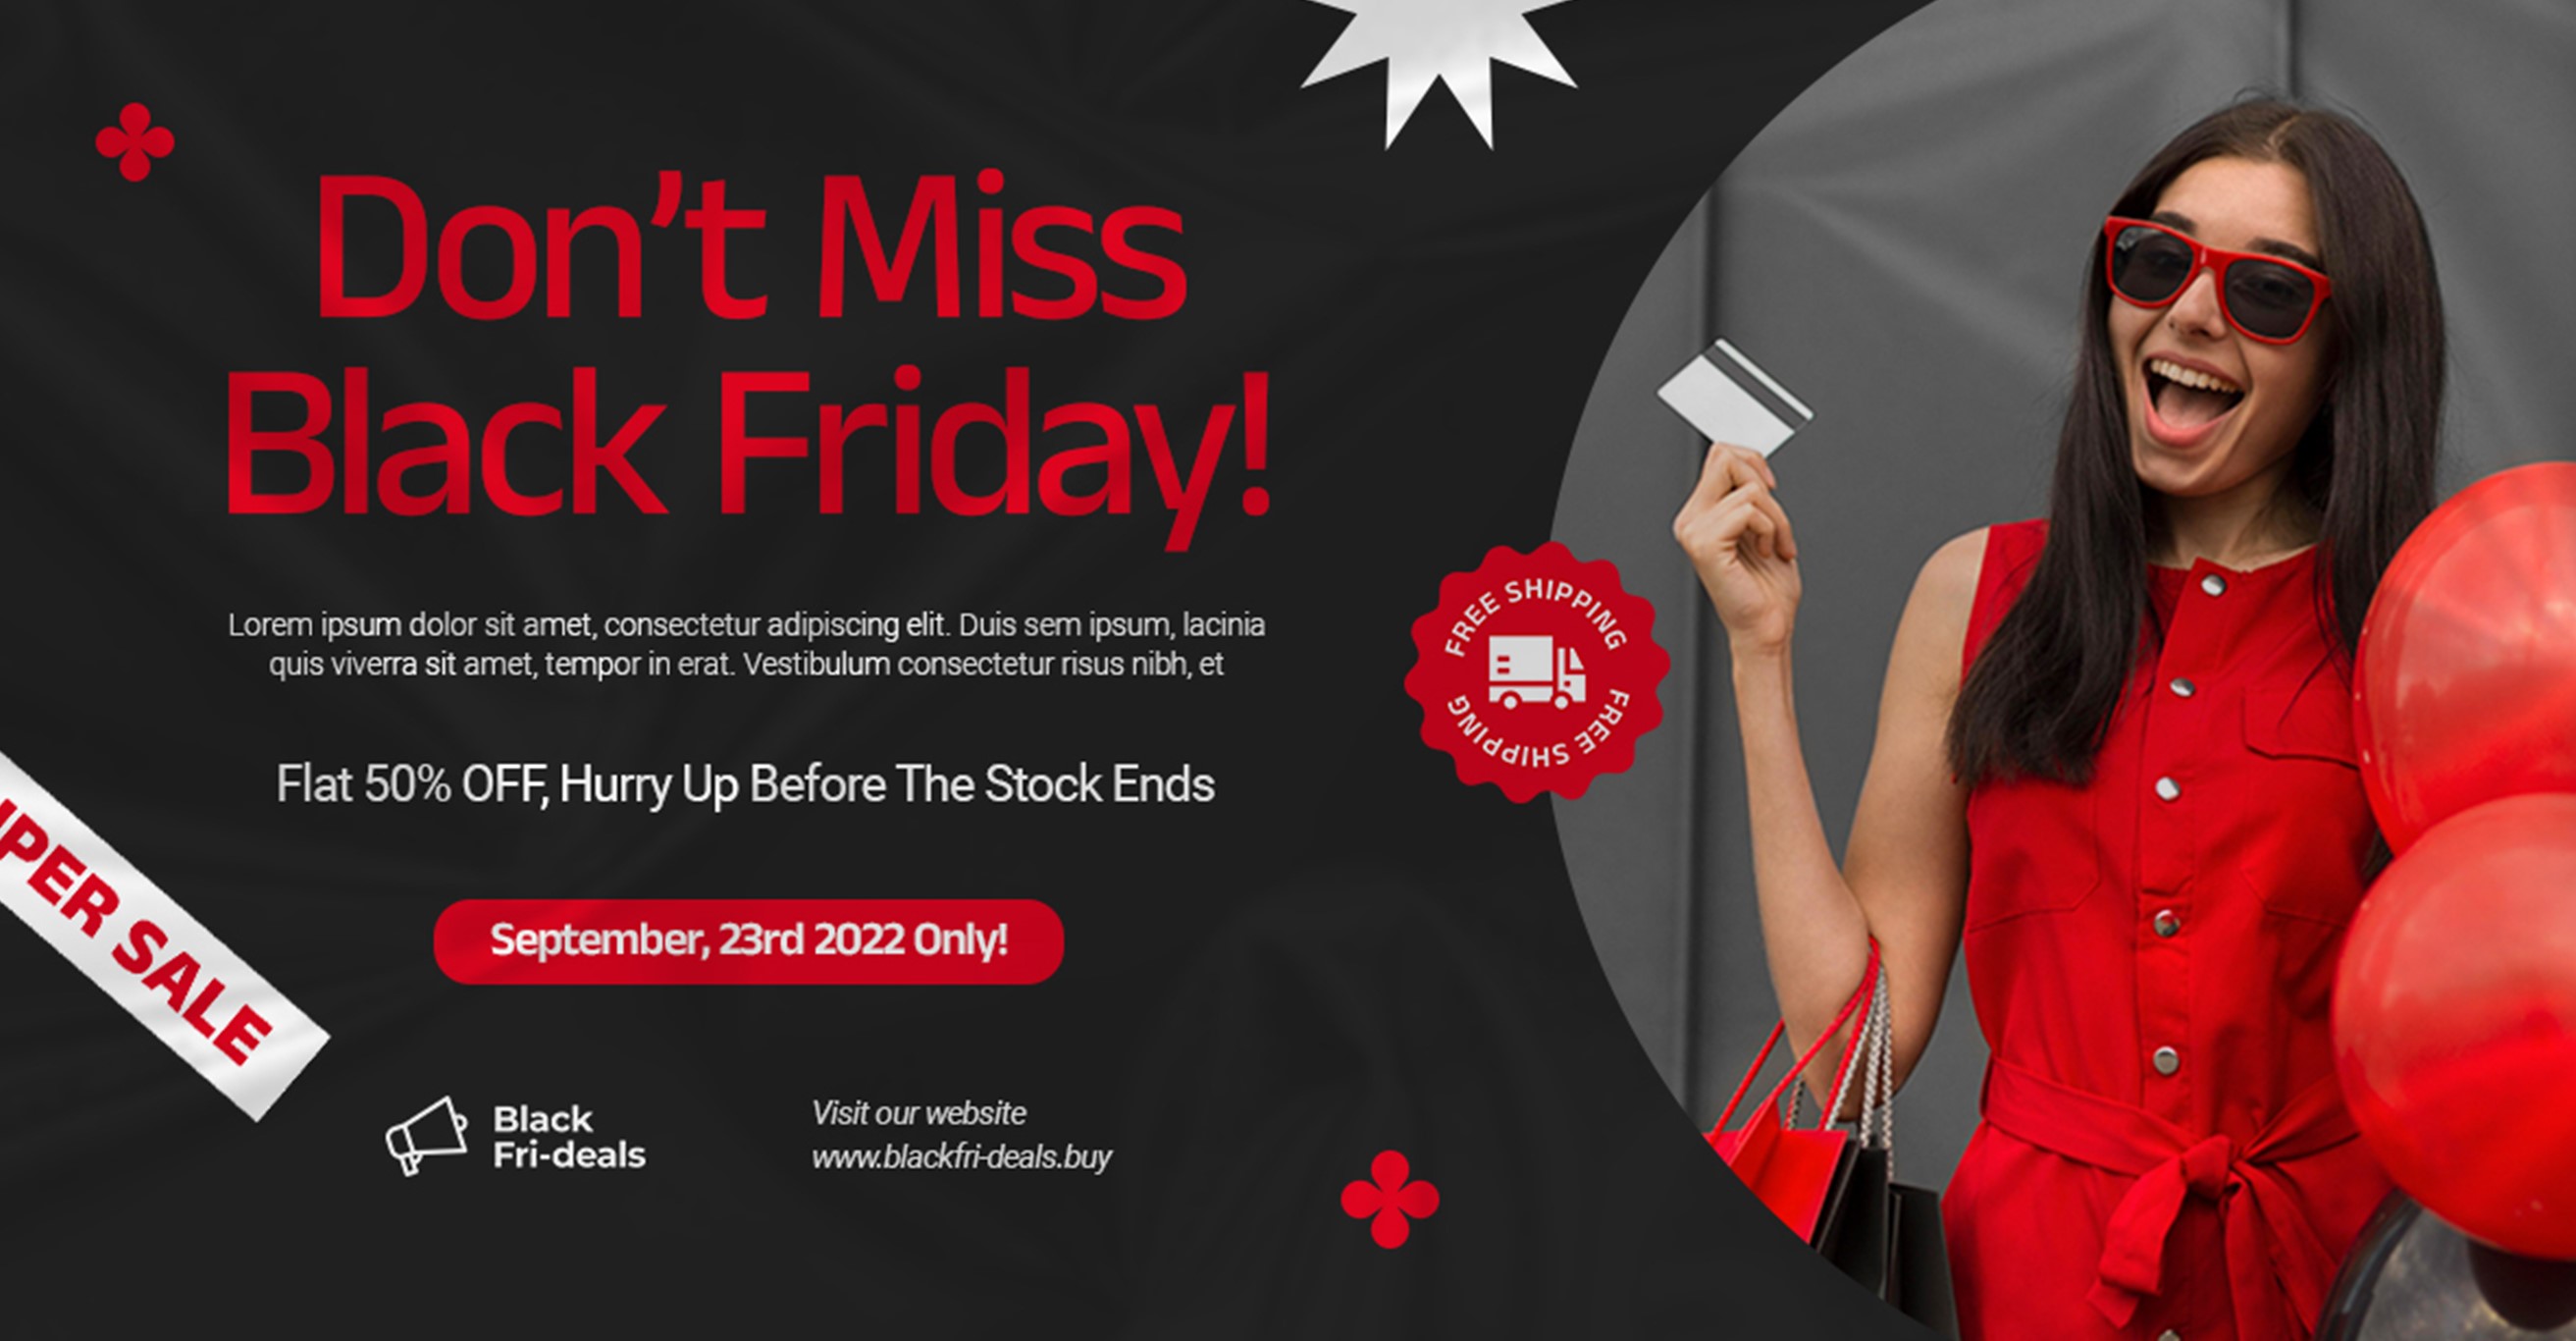 Don't Miss
Black Friday!
Lorem ipsum dolor sit amet, consectetur adipiscing elit. Duis sem ipsum, lacinia
quis viverra sit amet, tempor in erat. Vestibulum consectetur risus nibh, et
Flat 50% OFF, Hurry Up Before The Stock Ends
September, 23rd 2022 Only!
PER SALE
Black
Fri-deals
Visit our website
www.blackfri-deals.buy
FREE SHIPPING
FREE SHIPPING